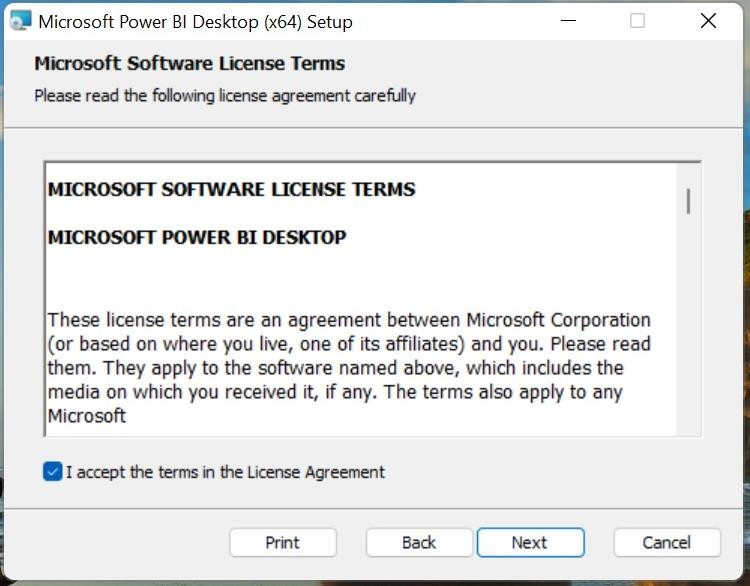 Microsoft Power BI Desktop (x64) Setup
Microsoft Software License Terms
Please read the following license agreement carefully
MICROSOFT SOFTWARE LICENSE TERMS
MICROSOFT POWER BI DESKTOP
These license terms are an agreement between Microsoft Corporation
(or based on where you live, one of its affiliates) and you. Please read
them. They apply to the software named above, which includes the
media on which you received it, if any. The terms also apply to any
Microsoft
I accept the terms in the License Agreement
Print Back Next Cancel